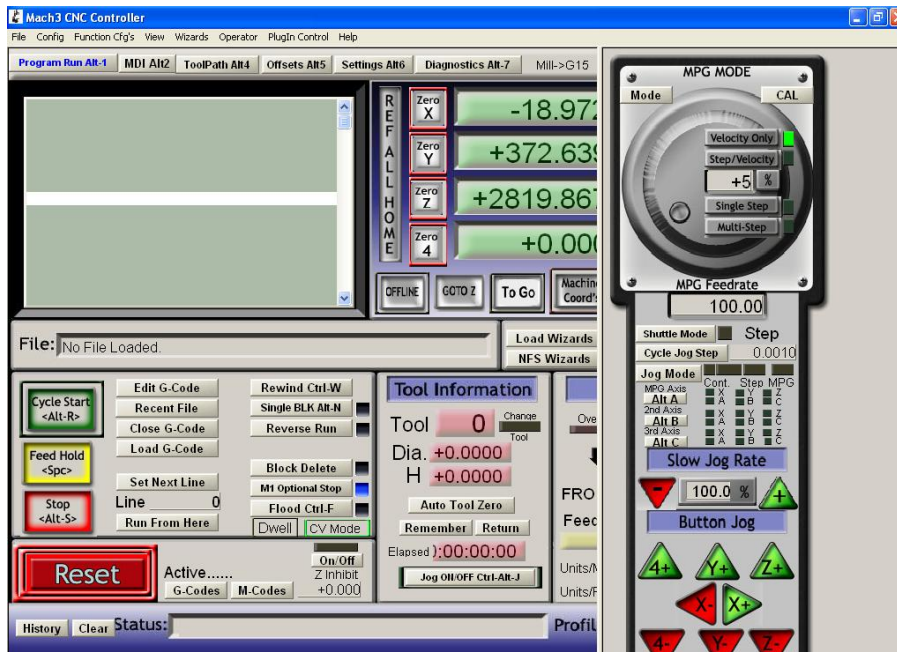 Mach3 CNC Controller
File Config Function Cfg's View Wizards Operator PlugIn Control Help
Program Run Alt-1 MDI Alt2 ToolPath Alt4 Offsets Alt5 Settings Alt6 Diagnostics Alt-7 Mill->G15
REF ALL HOME
Zero X -18.972
Zero Y +372.639
Zero Z +2819.867
Zero 4 +0.000
OFFLINE GOTO Z To Go Machine Coord's
File: No File Loaded.
Load Wizards
NFS Wizards
Cycle Start <Alt-R>
Feed Hold <Spc>
Stop <Alt-S>
Edit G-Code
Recent File
Close G-Code
Load G-Code
Set Next Line
Line 0
Run From Here
Rewind Ctrl-W
Single BLK Alt-N
Reverse Run
Block Delete
M1 Optional Stop
Flood Ctrl-F
Dwell CV Mode
Tool Information
Tool 0 Change Tool
Dia. +0.0000
H +0.0000
Auto Tool Zero
Remember Return
Elapsed ):00:00:00
Jog ON/OFF Ctrl-Alt-J
Ove
FRO
Feed
Units/M
Units/F
Reset
Active......
G-Codes M-Codes
On/Off
Z Inhibit
+0.000
History Clear Status:
Profil
MPG MODE
Mode CAL
Velocity Only
Step/Velocity
+5 %
Single Step
Multi-Step
MPG Feedrate
100.00
Shuttle Mode Step
Cycle Jog Step 0.0010
Jog Mode Cont. Step MPG
MPG Axis X Y Z
Alt A A B C
2nd Axis X Y Z
Alt B A B C
3rd Axis X Y Z
Alt C A B C
Slow Jog Rate
- 100.0 % +
Button Jog
4+ Y+ Z+
X- X+
4- Y- Z-